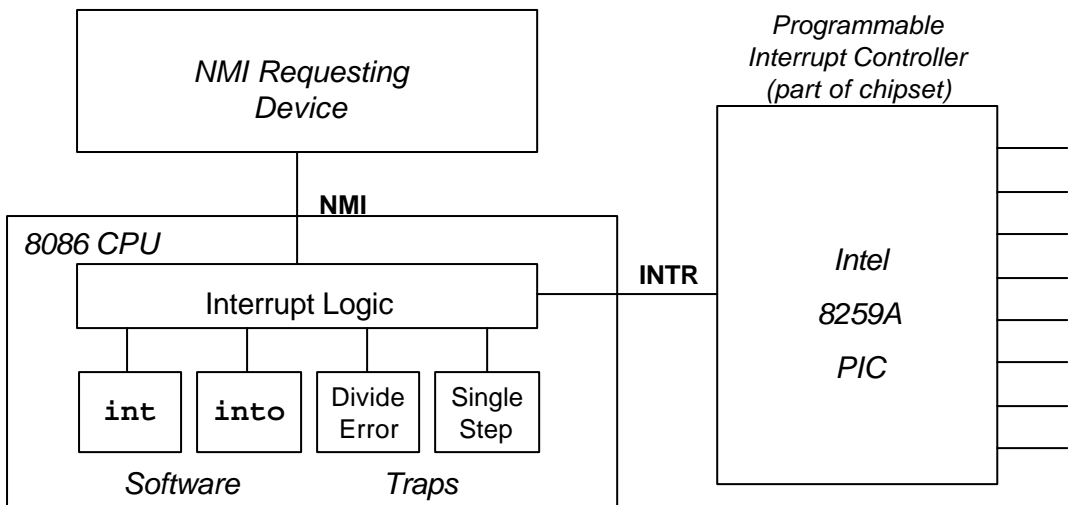 NMI Requesting
Device
Programmable
Interrupt Controller
(part of chipset)
NMI
8086 CPU
Interrupt Logic
INTR
Intel
8259A
PIC
int
into
Divide
Error
Single
Step
Software
Traps